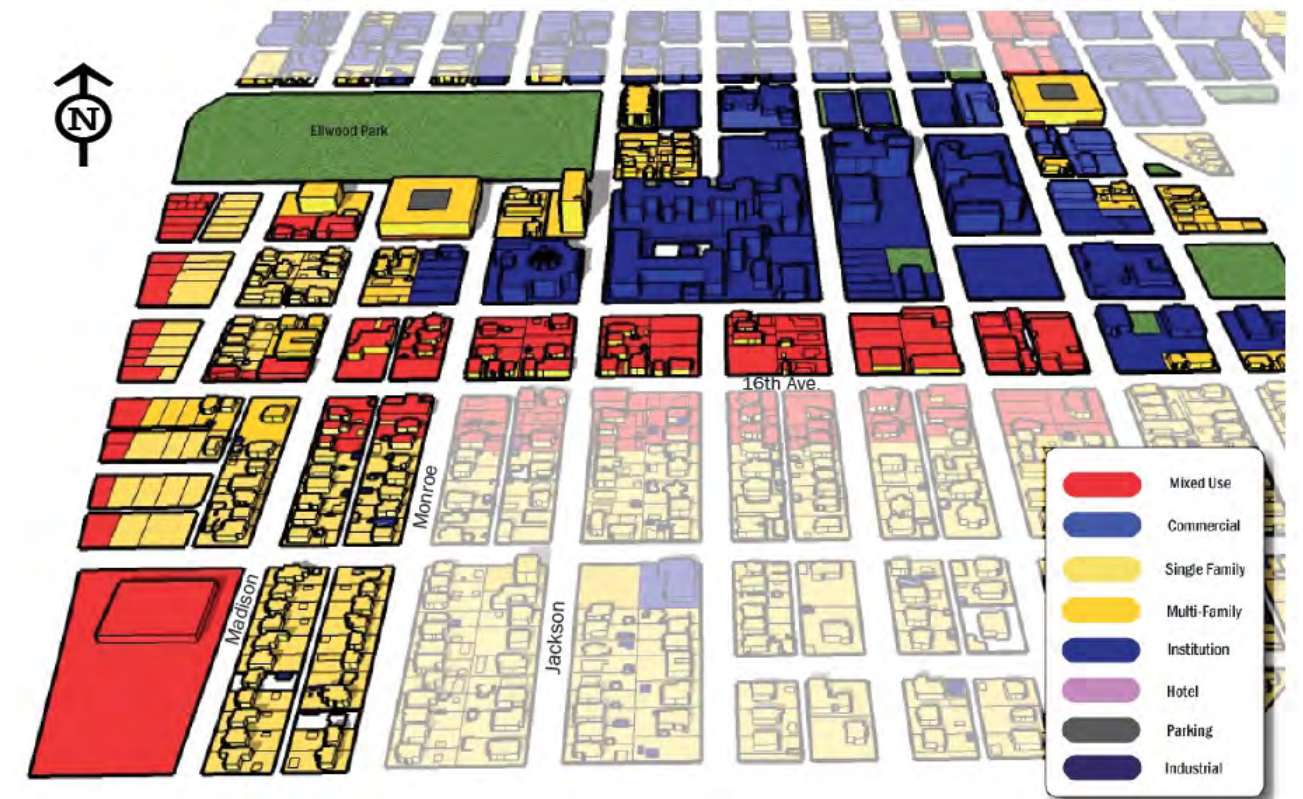 N
Ellwood Park
16th Ave.
Monroe
Madison
Jackson
Mixed Use
Commercial
Single Family
Multi-Family
Institution
Hotel
Parking
Industrial